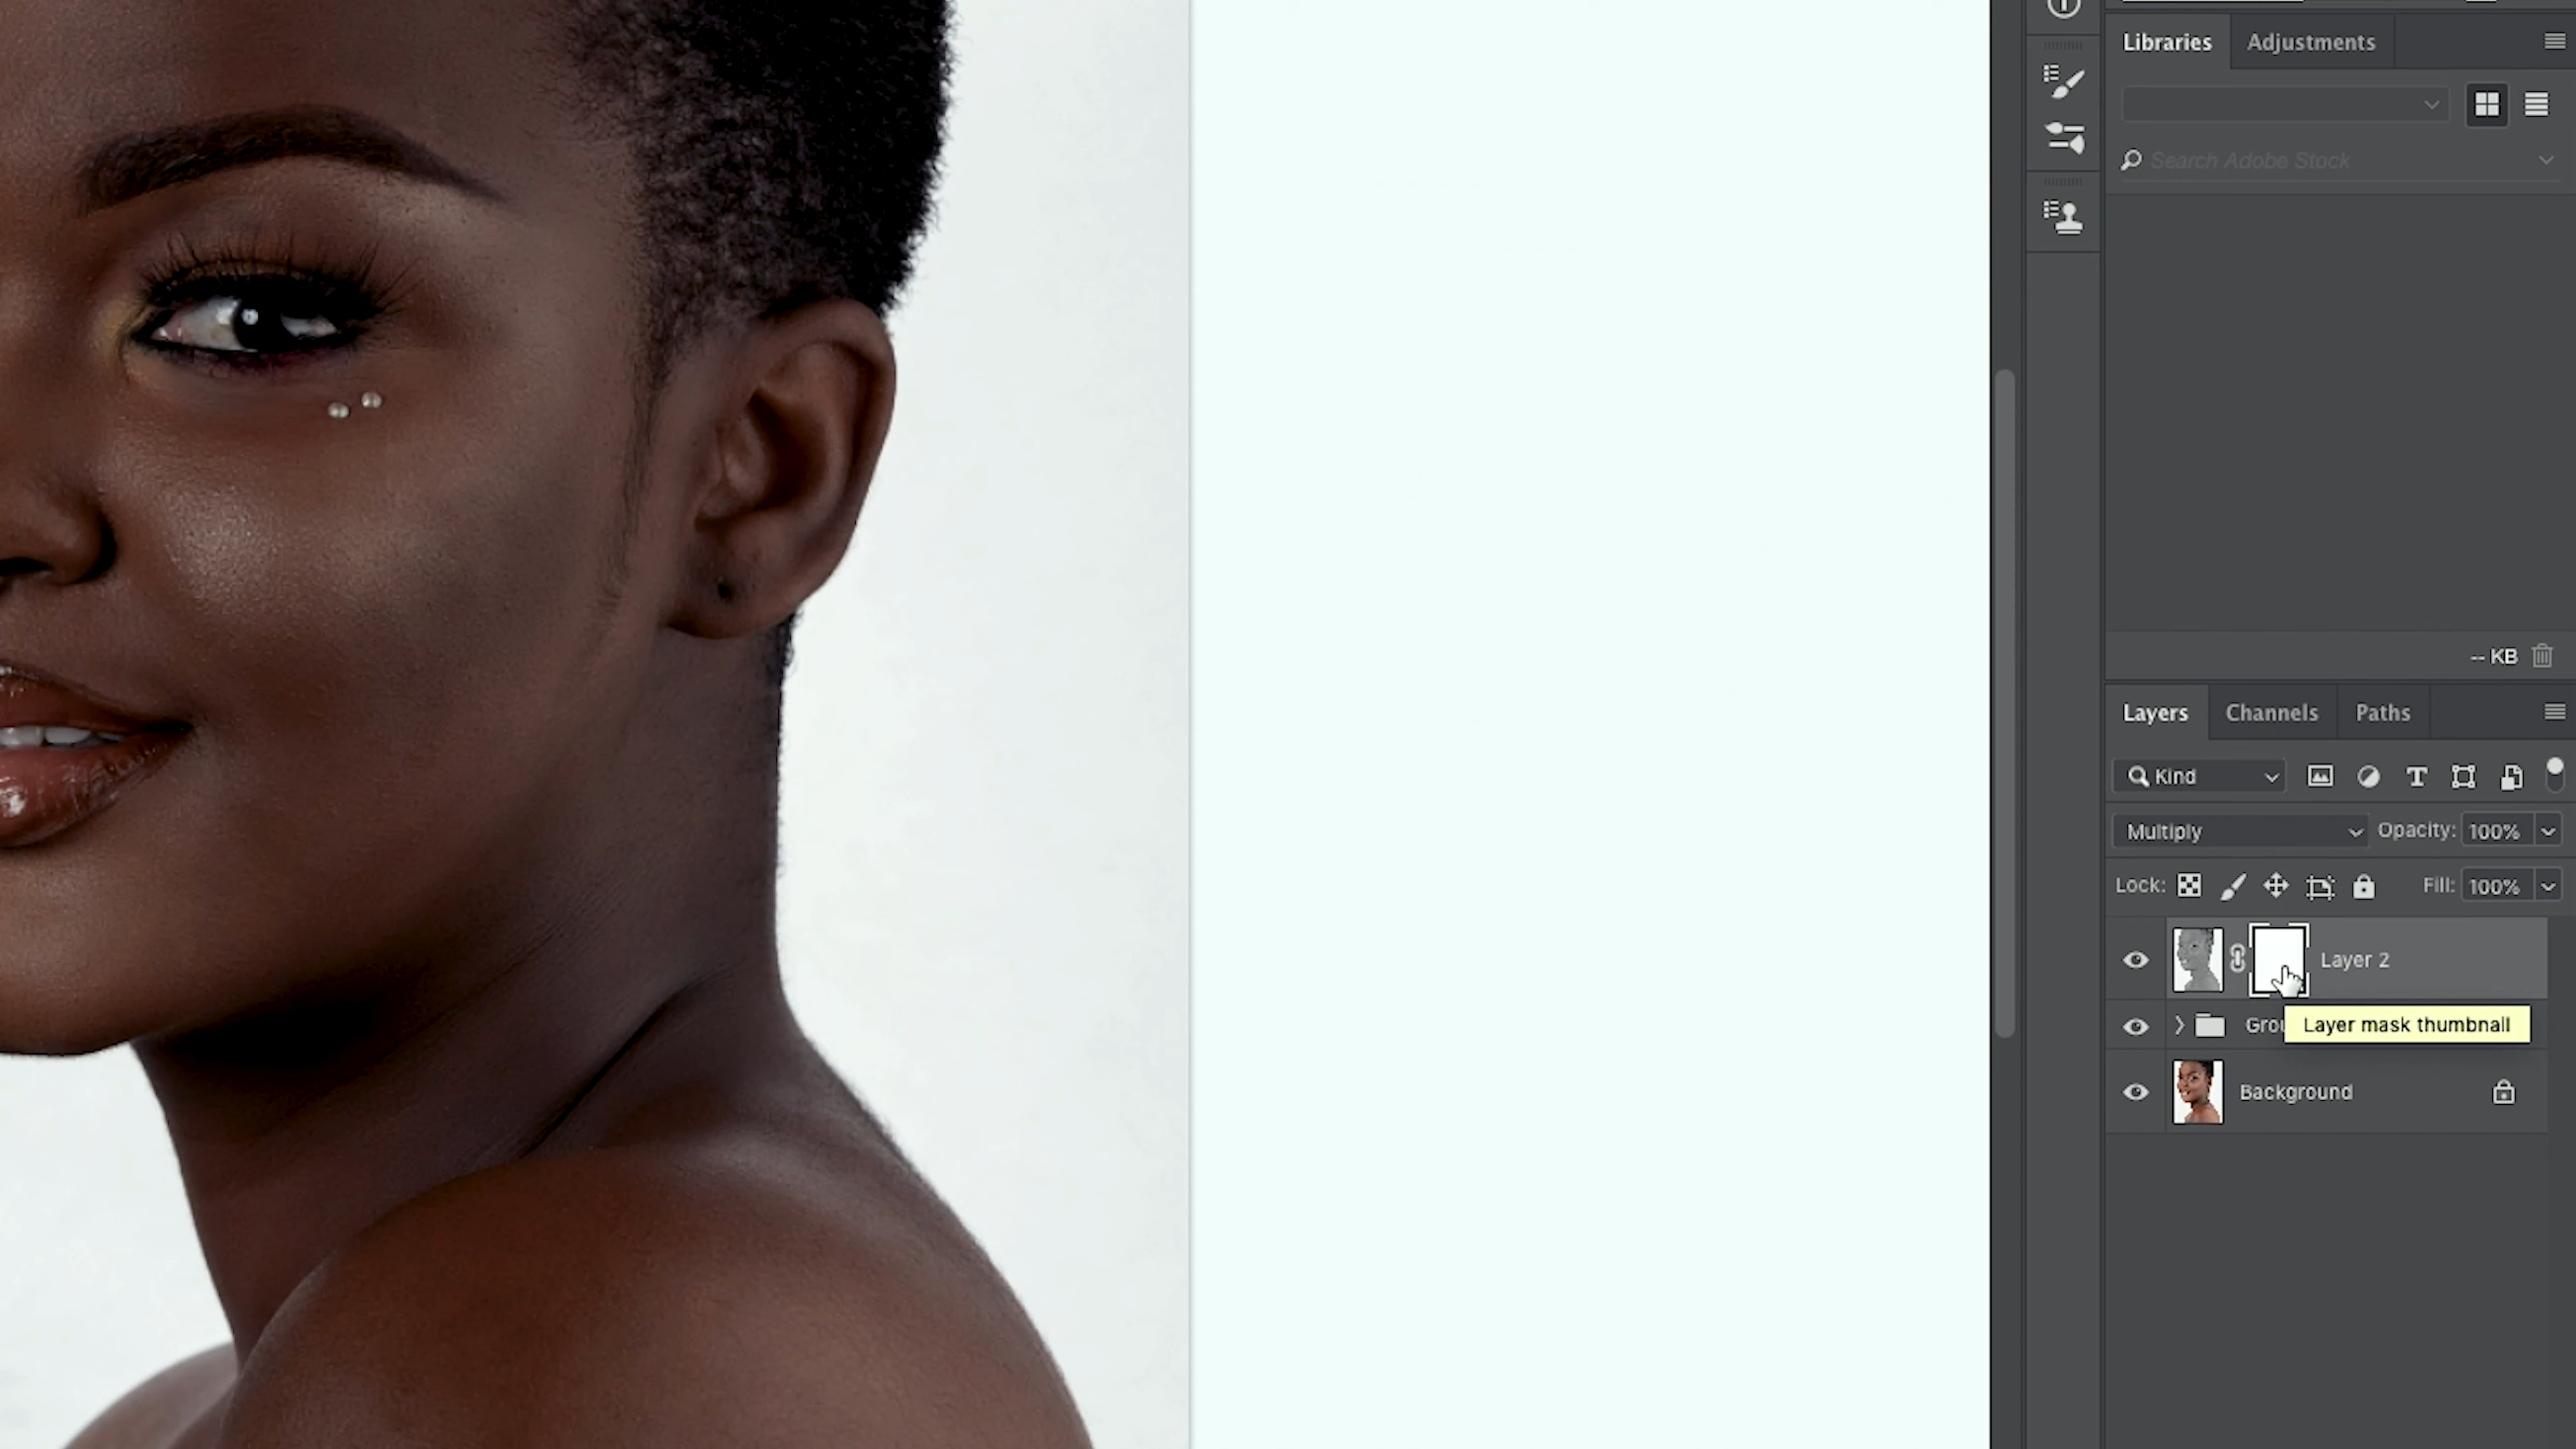 Libraries
Adjustments
Search Adobe Stock
-- KB
Layers
Channels
Paths
Kind
Multiply
Opacity: 100%
Lock:
Fill: 100%
Layer 2
Grou
Layer mask thumbnail
Background